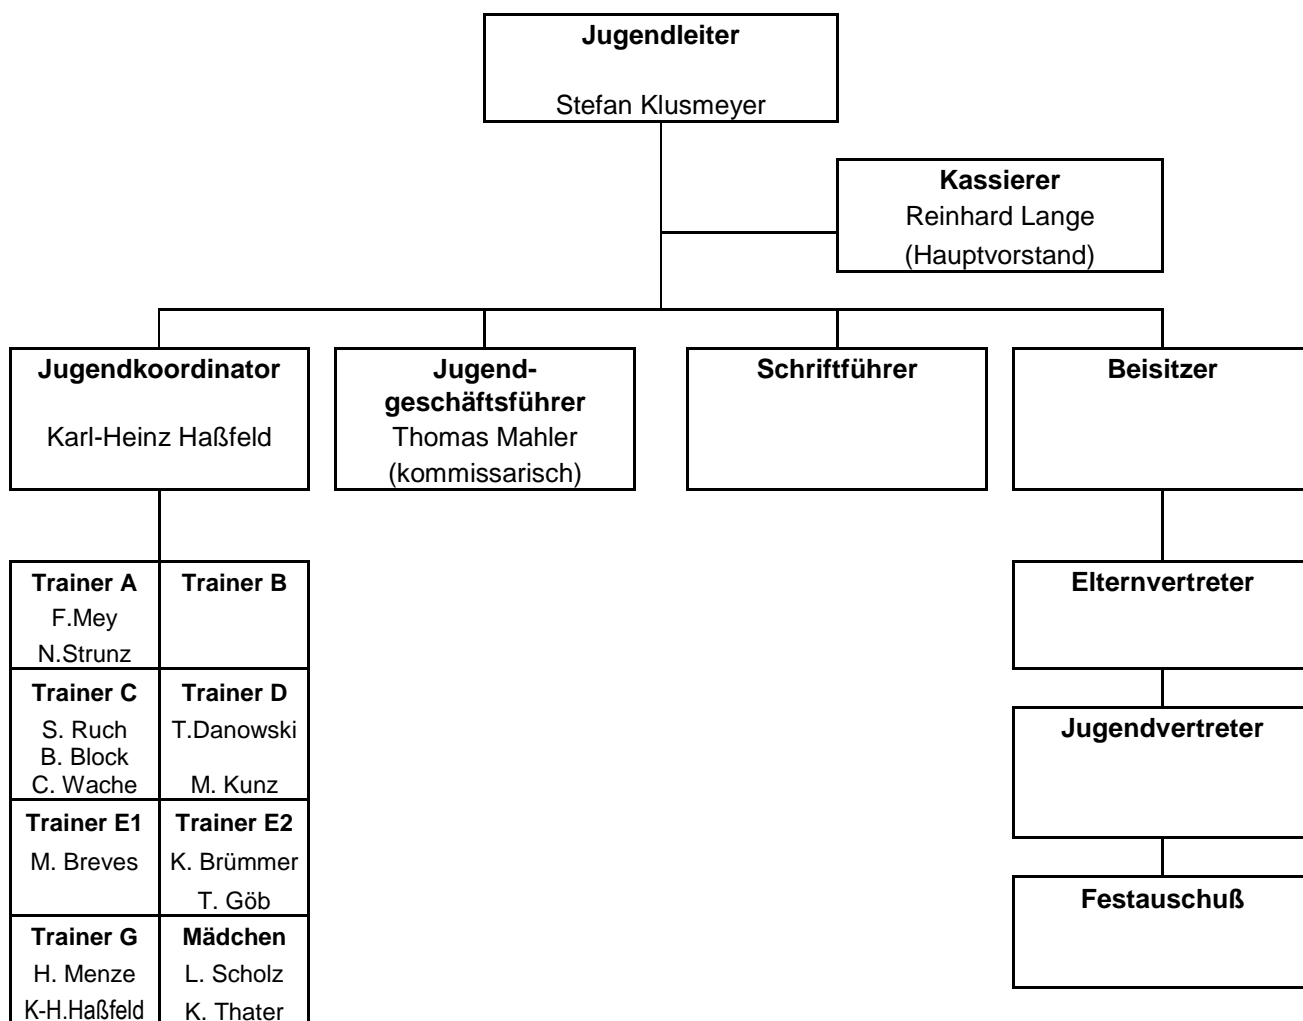 Jugendleiter
Stefan Klusmeyer
Kassierer
Reinhard Lange
(Hauptvorstand)
Jugendkoordinator
Karl-Heinz Haßfeld
Jugend-
geschäftsführer
Thomas Mahler
(kommissarisch)
Schriftführer
Beisitzer
Trainer A
F.Mey
N.Strunz
Trainer B
Trainer C
S. Ruch
B. Block
C. Wache
Trainer D
T.Danowski
M. Kunz
Trainer E1
M. Breves
Trainer E2
K. Brümmer
T. Göb
Trainer G
H. Menze
K-H.Haßfeld
Mädchen
L. Scholz
K. Thater
Elternvertreter
Jugendvertreter
Festauschuß